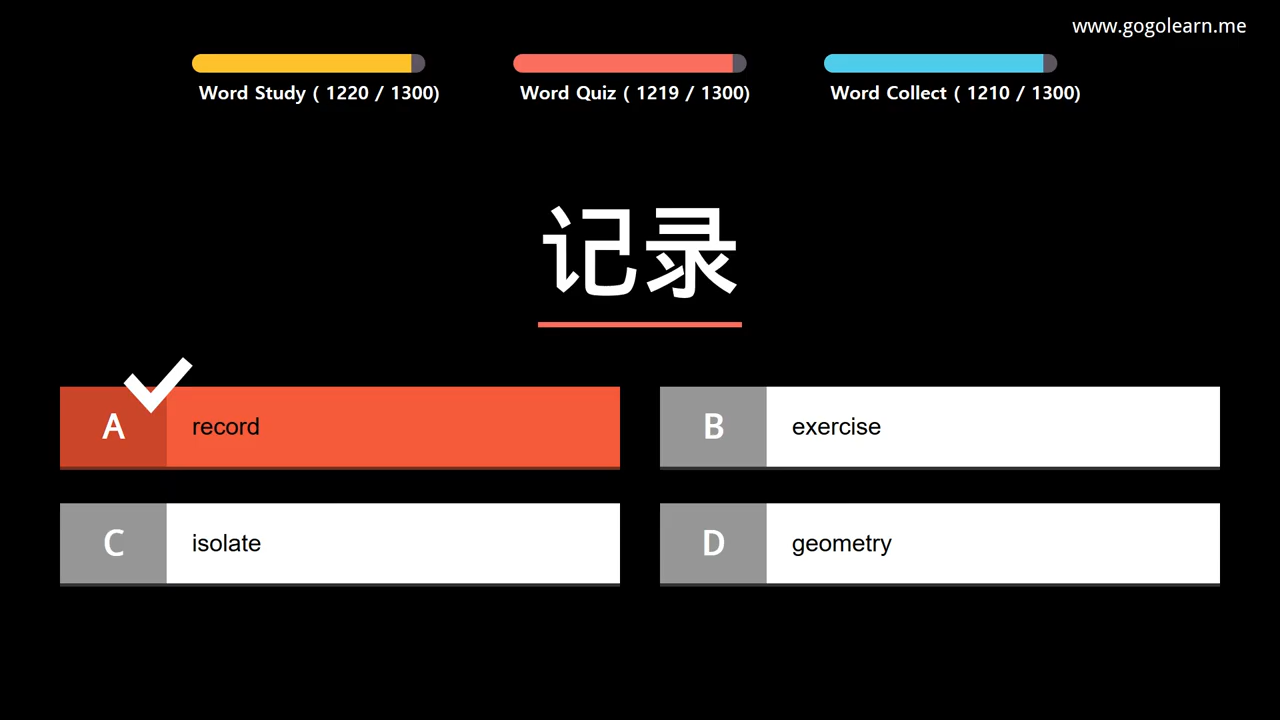 www.gogolearn.me
Word Study ( 1220 / 1300)
Word Quiz ( 1219 / 1300)
Word Collect ( 1210 / 1300)
记录
A record
B exercise
C isolate
D geometry